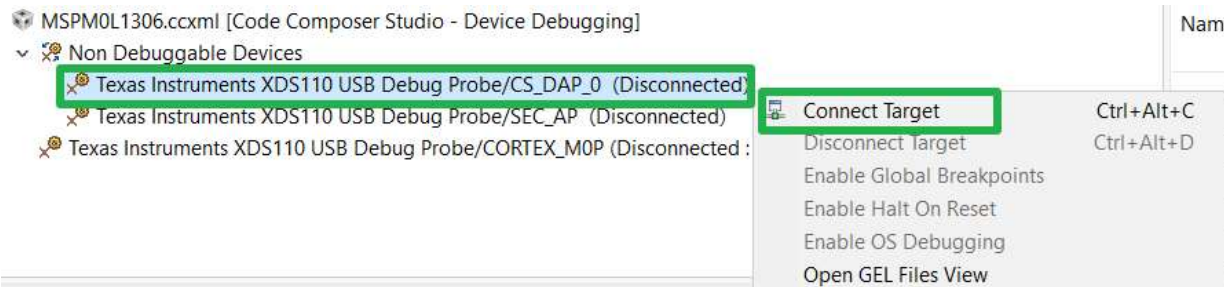 MSPM0L1306.ccxml [Code Composer Studio - Device Debugging]
Nam
Non Debuggable Devices
Texas Instruments XDS110 USB Debug Probe/CS_DAP_0 (Disconnected)
Texas Instruments XDS110 USB Debug Probe/SEC_AP (Disconnected)
Texas Instruments XDS110 USB Debug Probe/CORTEX_M0P (Disconnected :
Connect Target Ctrl+Alt+C
Disconnect Target Ctrl+Alt+D
Enable Global Breakpoints
Enable Halt On Reset
Enable OS Debugging
Open GEL Files View